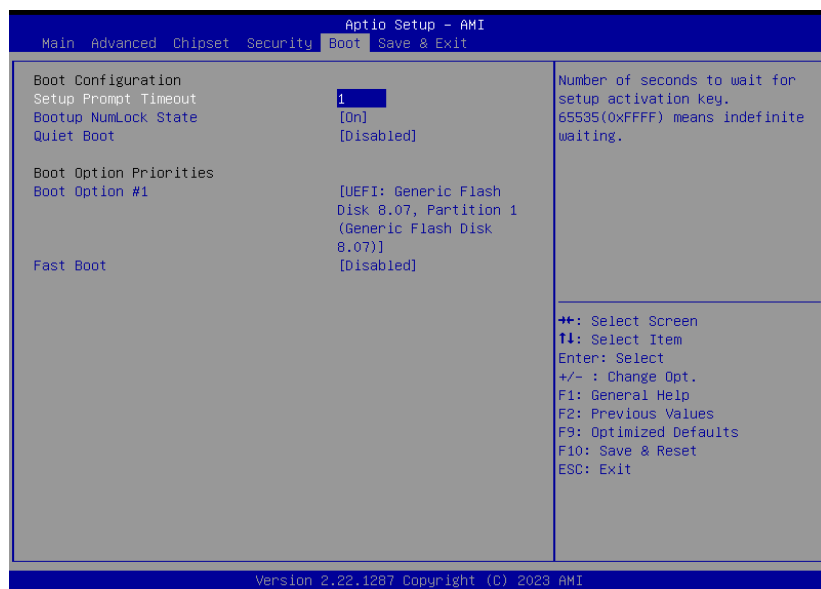 Aptio Setup – AMI
Main Advanced Chipset Security Boot Save & Exit
Boot Configuration
Setup Prompt Timeout 1
Bootup NumLock State [On]
Quiet Boot [Disabled]
Boot Option Priorities
Boot Option #1 [UEFI: Generic Flash
Disk 8.07, Partition 1
(Generic Flash Disk
8.07)]
Fast Boot [Disabled]
Number of seconds to wait for
setup activation key.
65535(0xFFFF) means indefinite
waiting.
→←: Select Screen
↑↓: Select Item
Enter: Select
+/- : Change Opt.
F1: General Help
F2: Previous Values
F9: Optimized Defaults
F10: Save & Reset
ESC: Exit
Version 2.22.1287 Copyright (C) 2023 AMI